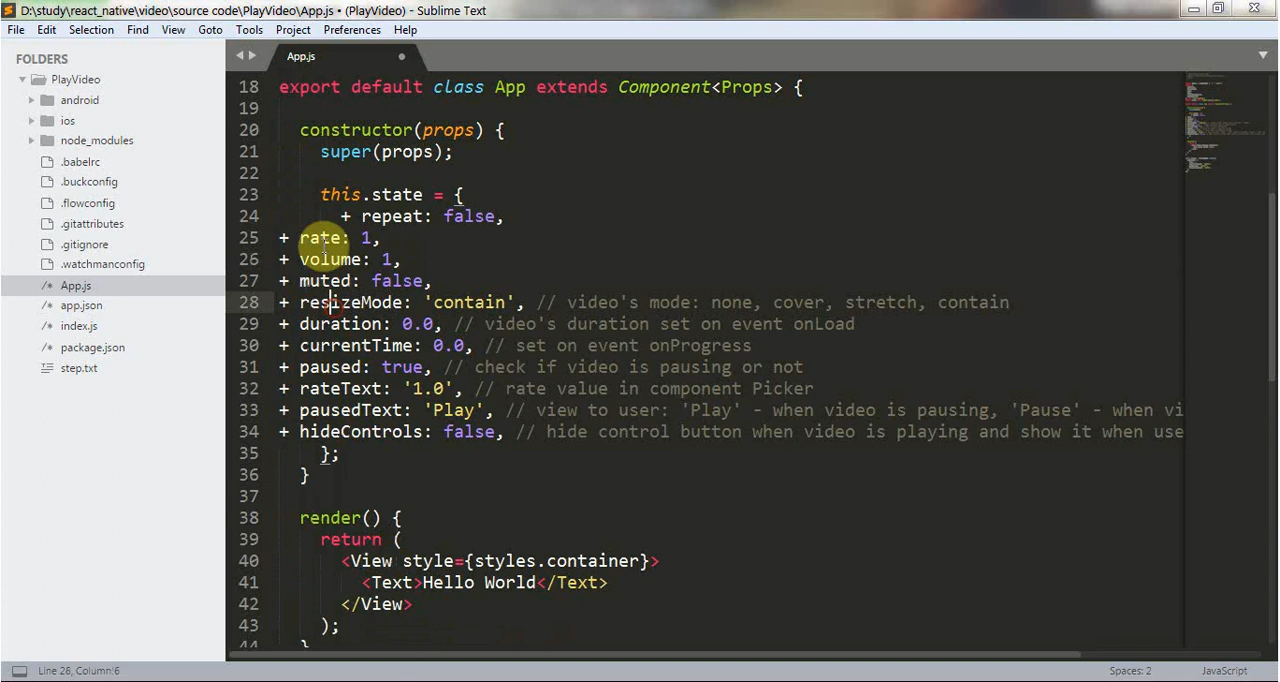 D:\study\react_native\video\source code\PlayVideo\App.js • (PlayVideo) - Sublime Text
File Edit Selection Find View Goto Tools Project Preferences Help
FOLDERS
PlayVideo
android
ios
node_modules
.babelrc
.buckconfig
.flowconfig
.gitattributes
.gitignore
.watchmanconfig
App.js
app.json
index.js
package.json
step.txt
App.js
18 export default class App extends Component<Props> {
19
20 constructor(props) {
21 super(props);
22
23 this.state = {
24 + repeat: false,
25 + rate: 1,
26 + volume: 1,
27 + muted: false,
28 + resizeMode: 'contain', // video's mode: none, cover, stretch, contain
29 + duration: 0.0, // video's duration set on event onLoad
30 + currentTime: 0.0, // set on event onProgress
31 + paused: true, // check if video is pausing or not
32 + rateText: '1.0', // rate value in component Picker
33 + pausedText: 'Play', // view to user: 'Play' - when video is pausing, 'Pause' - when vi
34 + hideControls: false, // hide control button when video is playing and show it when use
35 };
36 }
37
38 render() {
39 return (
40 <View style={styles.container}>
41 <Text>Hello World</Text>
42 </View>
43 );
44 }
Line 28, Column 6
Spaces: 2
JavaScript